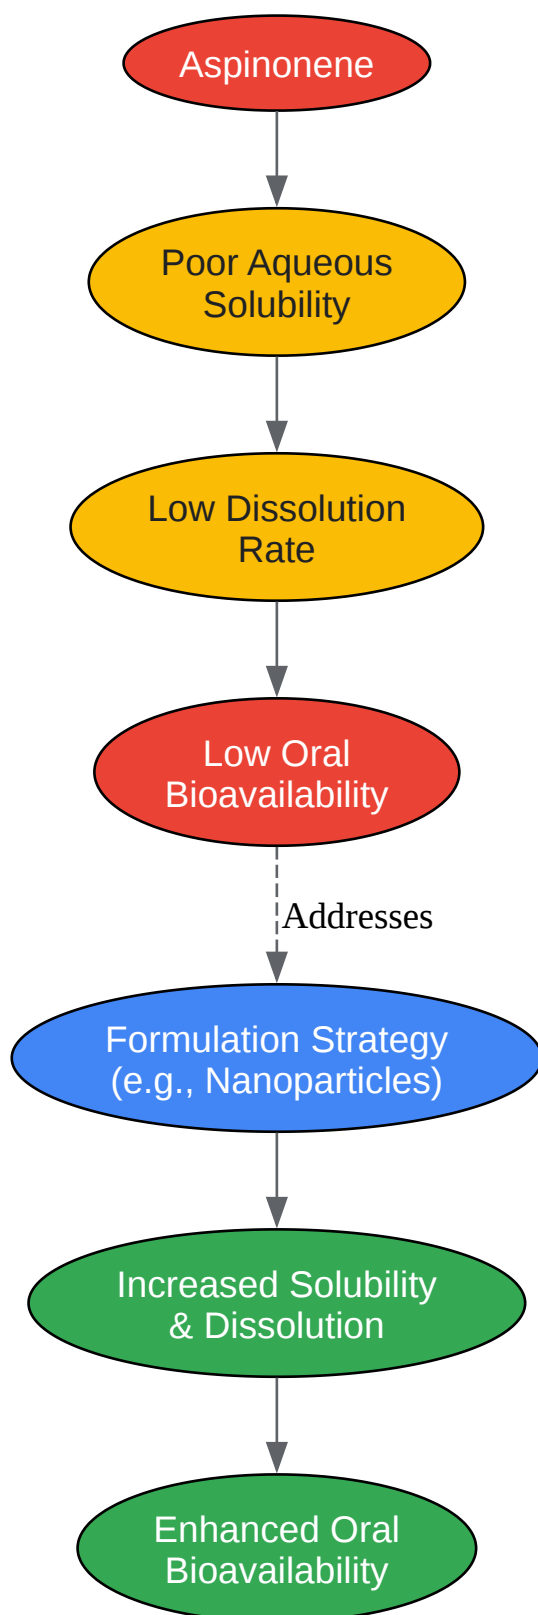 Aspinonene
Poor Aqueous
Solubility
Low Dissolution
Rate
Low Oral
Bioavailability
Addresses
Formulation Strategy
(e.g., Nanoparticles)
Increased Solubility
& Dissolution
Enhanced Oral
Bioavailability